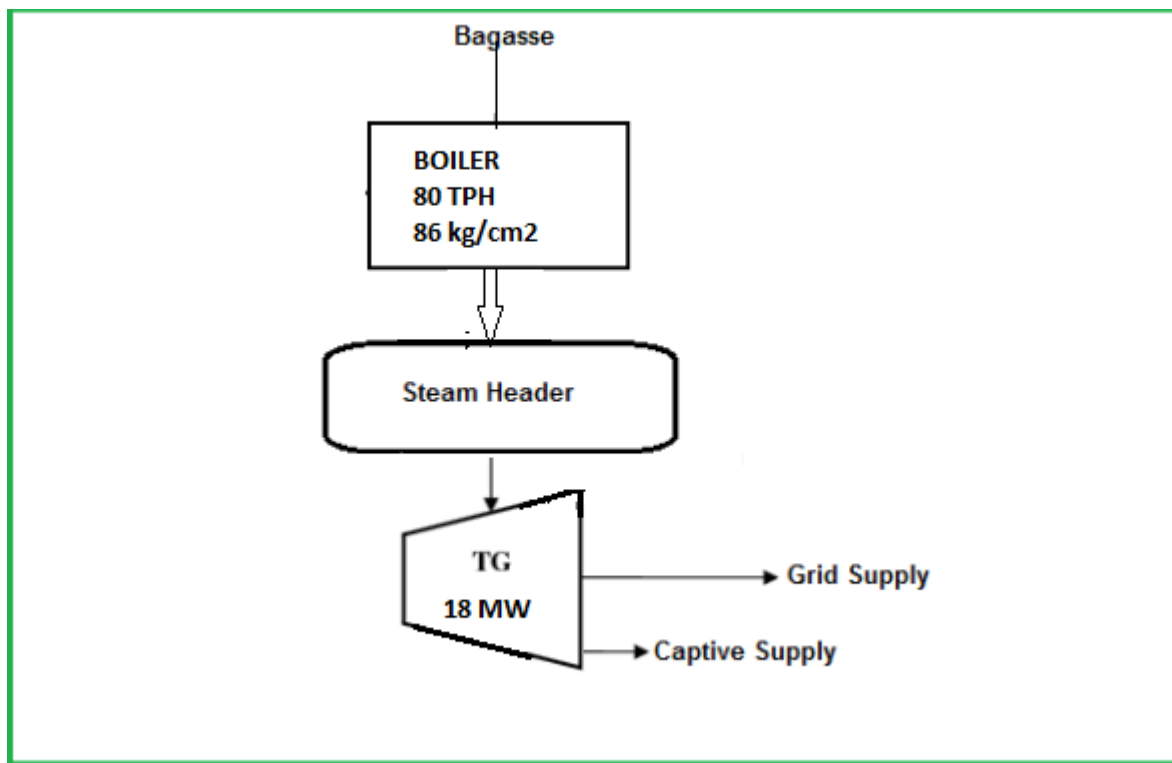 Bagasse
BOILER
80 TPH
86 kg/cm2
Steam Header
TG
18 MW
Grid Supply
Captive Supply